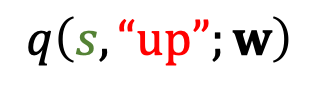 q(s, “up”; w)